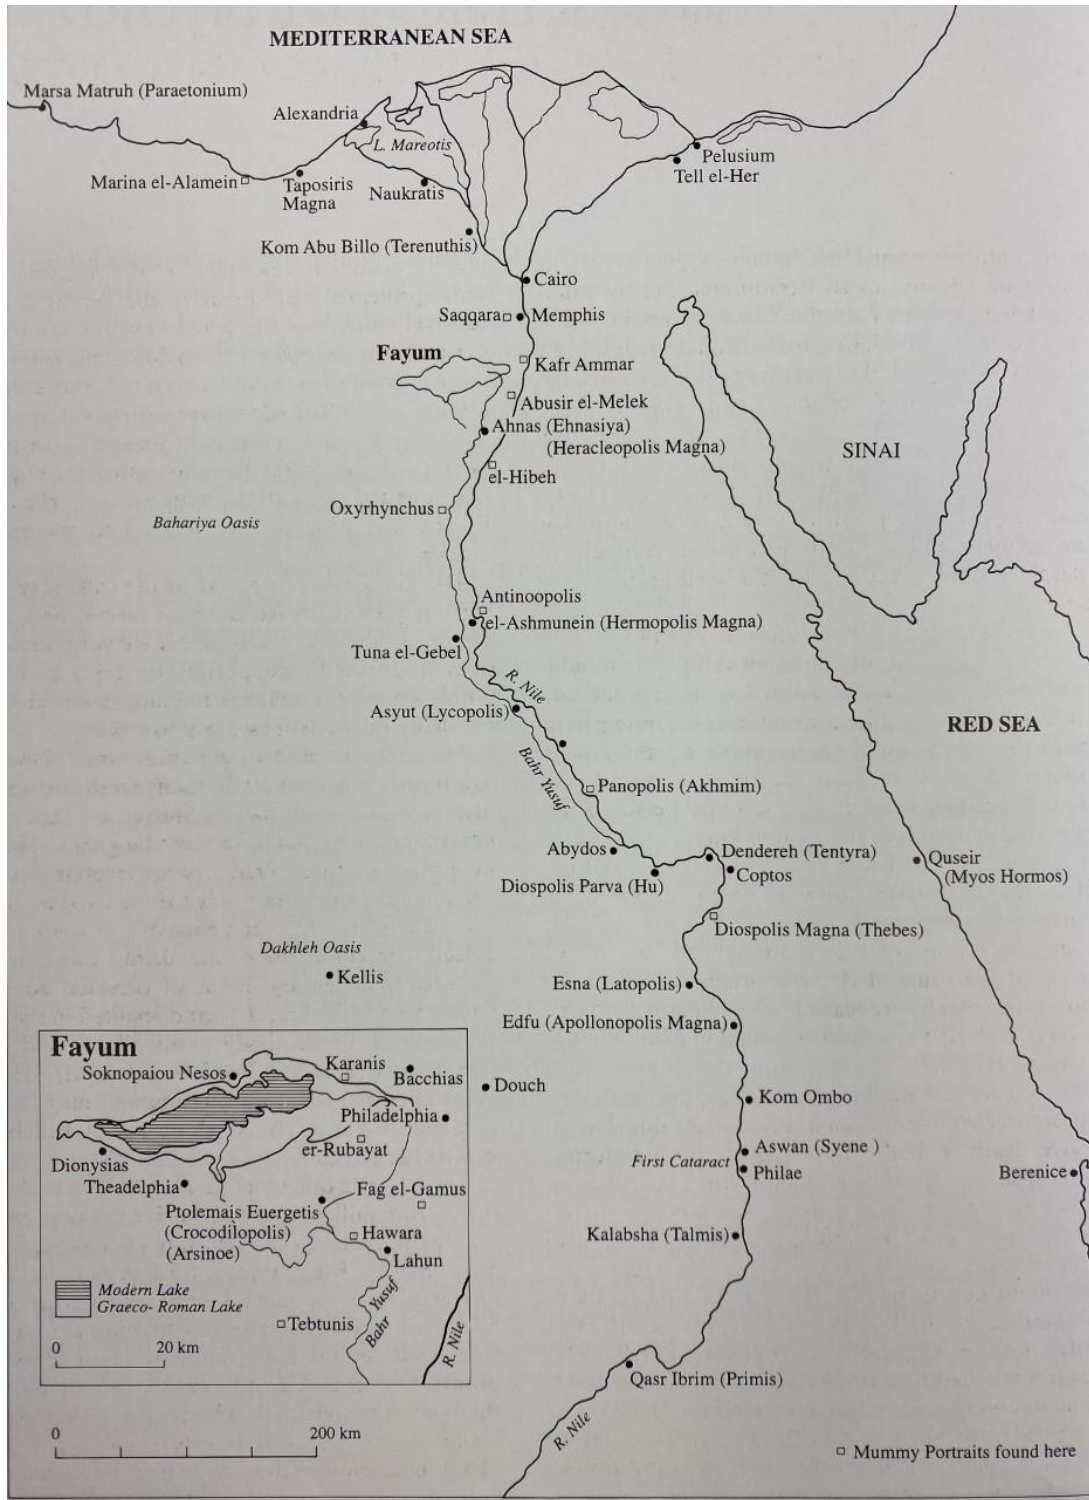 MEDITERRANEAN SEA
Marsa Matruh (Paraetonium)
Alexandria
L. Mareotis
Pelusium
Tell el-Her
Marina el-Alamein
Taposiris
Magna
Naukratis
Kom Abu Billo (Terenuthis)
Cairo
Saqqara
Memphis
Fayum
Kafr Ammar
Abusir el-Melek
Ahnas (Ehnasiya)
(Heracleopolis Magna)
SINAI
el-Hibeh
Oxyrhynchus
Bahariya Oasis
Antinoopolis
el-Ashmunein (Hermopolis Magna)
Tuna el-Gebel
R. Nile
Asyut (Lycopolis)
RED SEA
Bahr Yusuf
Panopolis (Akhmim)
Abydos
Dendereh (Tentyra)
Quseir
(Myos Hormos)
Coptos
Diospolis Parva (Hu)
Diospolis Magna (Thebes)
Dakhleh Oasis
Kellis
Esna (Latopolis)
Edfu (Apollonopolis Magna)
Douch
Kom Ombo
Aswan (Syene )
First Cataract
Philae
Berenice
Kalabsha (Talmis)
Qasr Ibrim (Primis)
R. Nile
Fayum
Soknopaiou Nesos
Karanis
Bacchias
Philadelphia
er-Rubayat
Dionysias
Theadelphia
Fag el-Gamus
Ptolemais Euergetis
(Crocodilopolis)
(Arsinoe)
Hawara
Lahun
Modern Lake
Graeco- Roman Lake
Tebtunis
Bahr Yusuf
R. Nile
0 20 km
0 200 km
Mummy Portraits found here